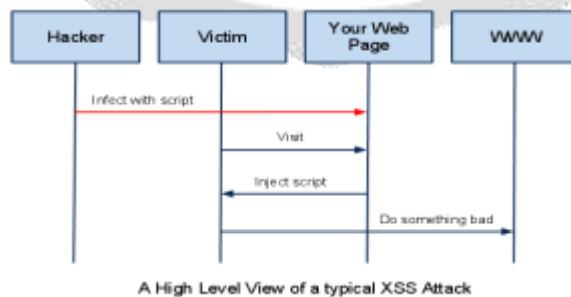 Hacker
Victim
Your Web
Page
WWW
Infect with script
Visit
Inject script
Do something bad
A High Level View of a typical XSS Attack